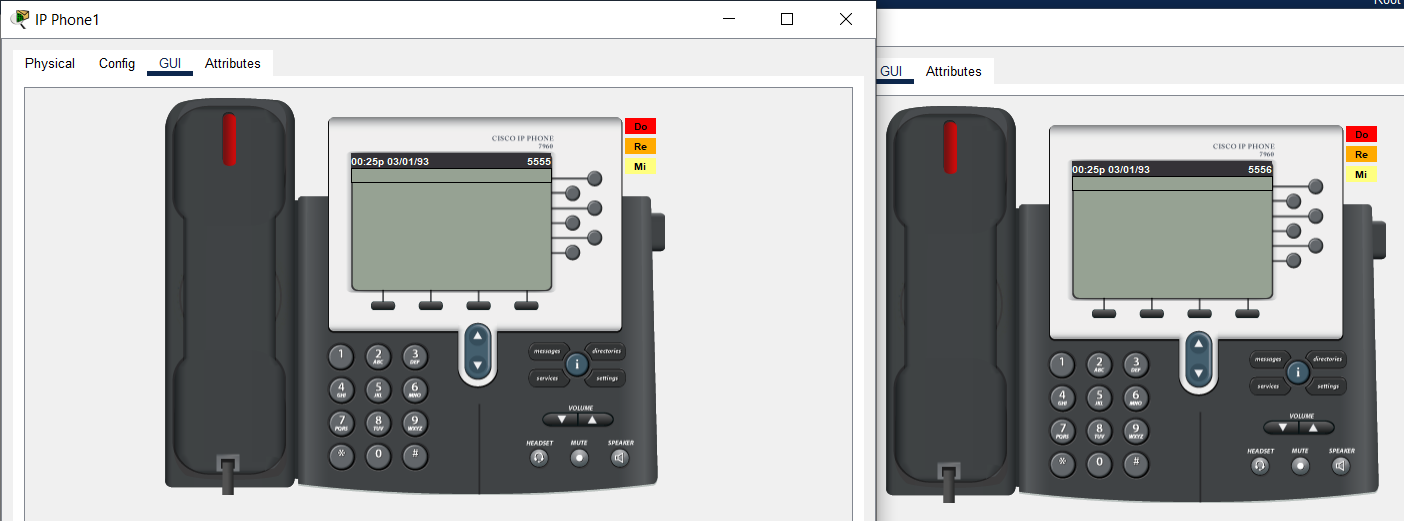 Root
IP Phone1
Physical Config GUI Attributes
Do
Re
Mi
CISCO IP PHONE
7960
00:25p 03/01/93 5555
1 2 ABC 3 DEF
4 GHI 5 JKL 6 MNO
7 PQRS 8 TUV 9 WXYZ
* 0 #
messages directories
i
services settings
VOLUME
HEADSET MUTE SPEAKER
GUI Attributes
Do
Re
Mi
CISCO IP PHONE
7960
00:25p 03/01/93 5556
1 2 ABC 3 DEF
4 GHI 5 JKL 6 MNO
7 PQRS 8 TUV 9 WXYZ
* 0 #
messages directories
i
services settings
VOLUME
HEADSET MUTE SPEAKER